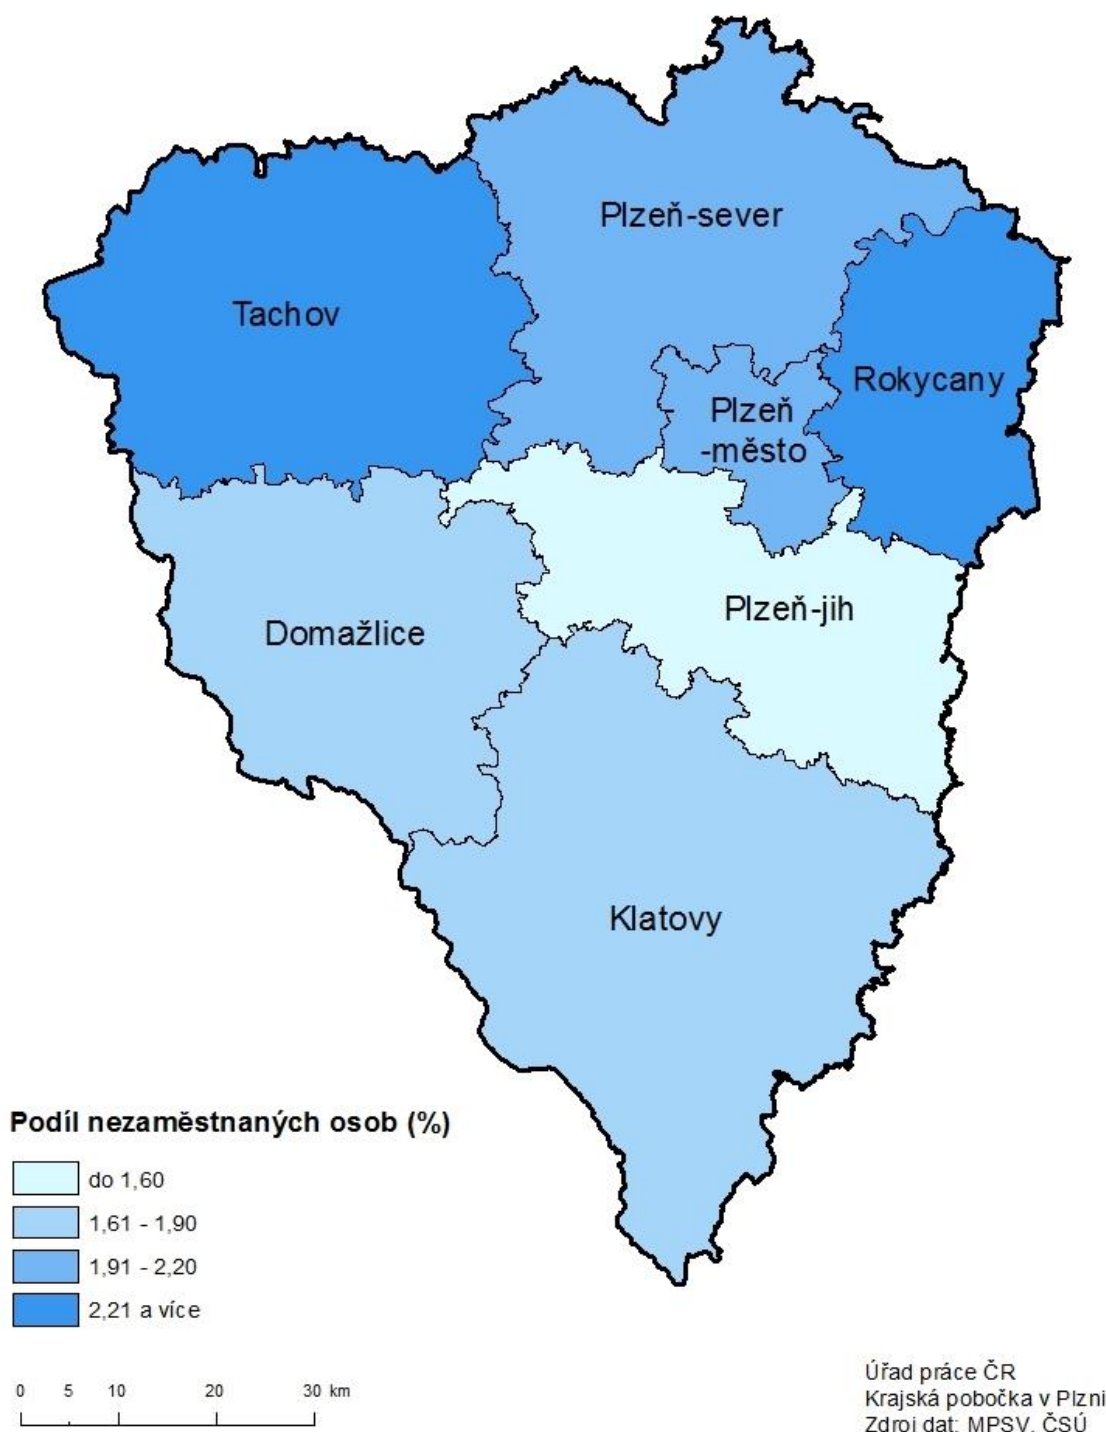 Plzeň-sever
Tachov
Rokycany
Plzeň
-město
Plzeň-jih
Domažlice
Klatovy
Podíl nezaměstnaných osob (%)
do 1,60
1,61 - 1,90
1,91 - 2,20
2,21 a více
0 5 10 20 30 km
Úřad práce ČR
Krajská pobočka v Plzni
Zdroj dat: MPSV, ČSÚ